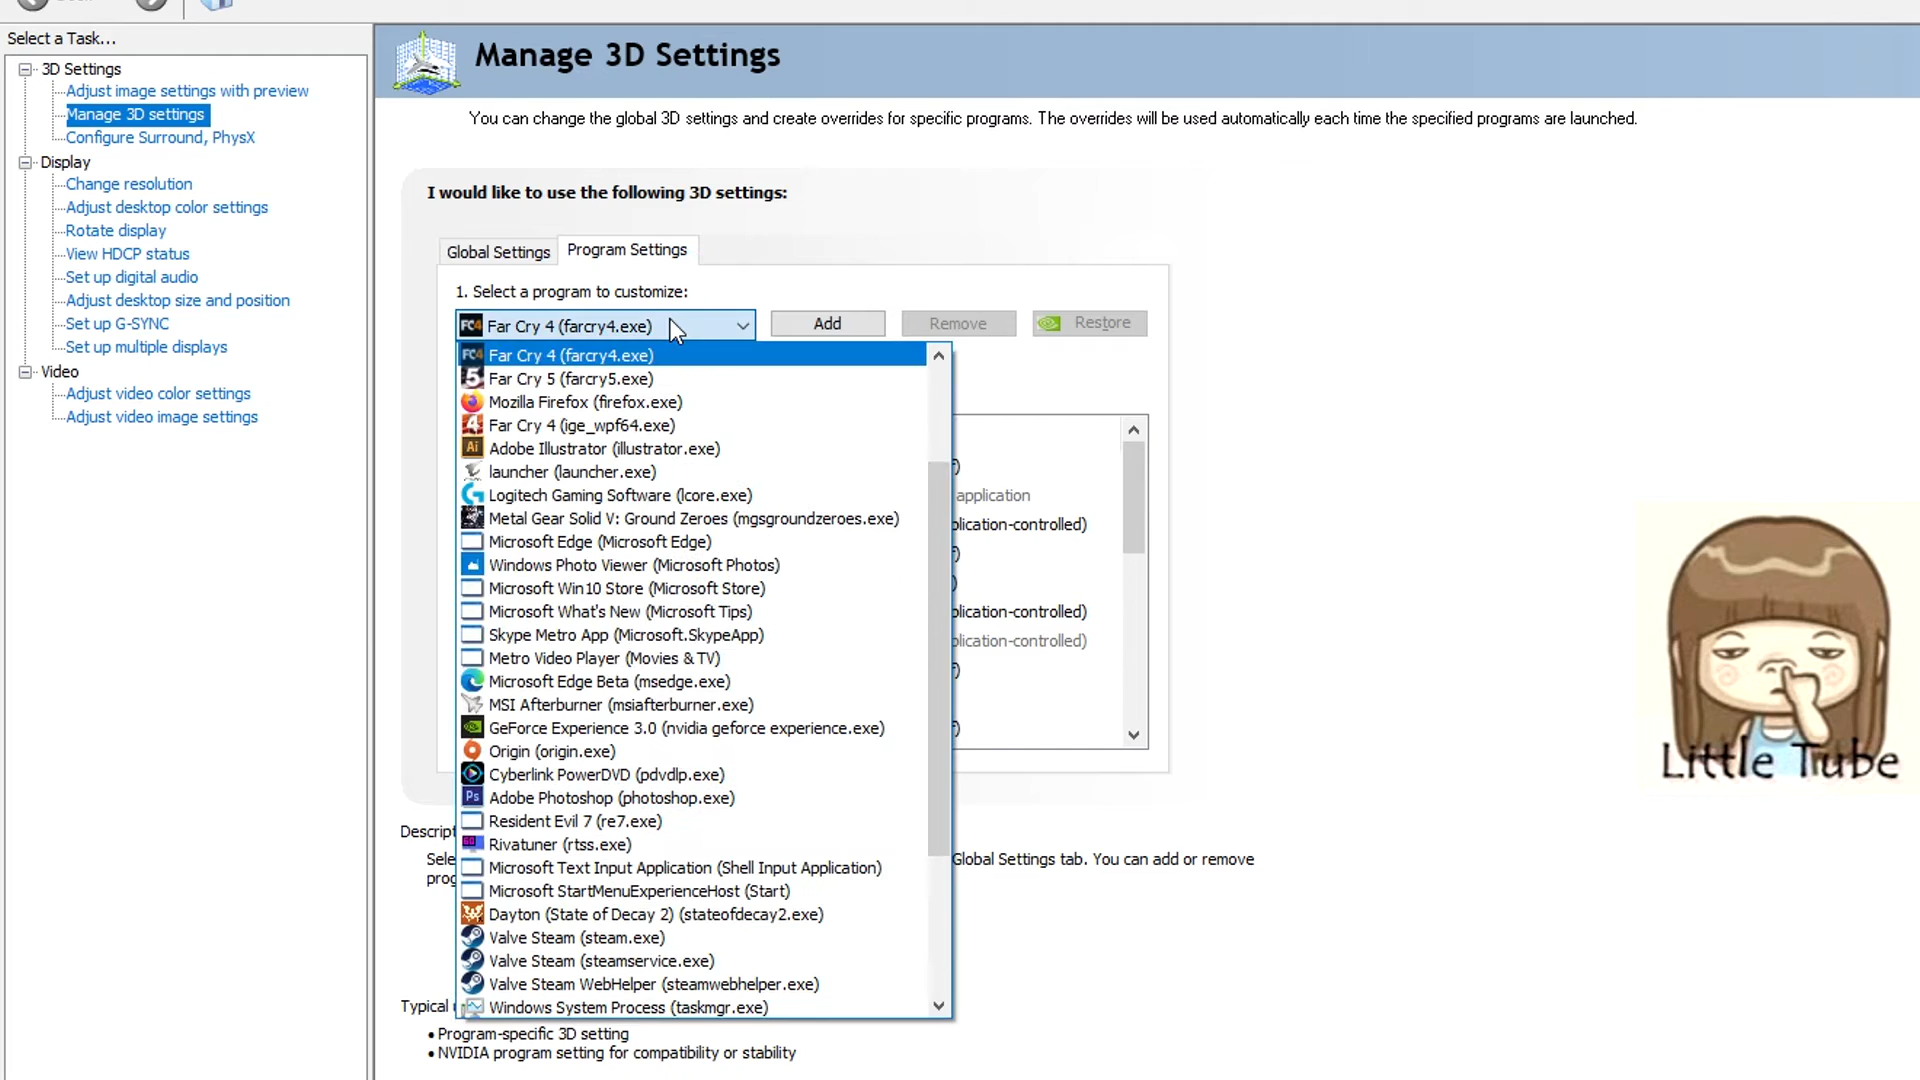 Select a Task...
3D Settings
Adjust image settings with preview
Manage 3D settings
Configure Surround, PhysX
Display
Change resolution
Adjust desktop color settings
Rotate display
View HDCP status
Set up digital audio
Adjust desktop size and position
Set up G-SYNC
Set up multiple displays
Video
Adjust video color settings
Adjust video image settings
Manage 3D Settings
You can change the global 3D settings and create overrides for specific programs. The overrides will be used automatically each time the specified programs are launched.
I would like to use the following 3D settings:
Global Settings
Program Settings
1. Select a program to customize:
Far Cry 4 (farcry4.exe)
Add
Remove
Restore
Far Cry 4 (farcry4.exe)
Far Cry 5 (farcry5.exe)
Mozilla Firefox (firefox.exe)
Far Cry 4 (ige_wpf64.exe)
Adobe Illustrator (illustrator.exe)
launcher (launcher.exe)
Logitech Gaming Software (lcore.exe)
Metal Gear Solid V: Ground Zeroes (mgsgroundzeroes.exe)
Microsoft Edge (Microsoft Edge)
Windows Photo Viewer (Microsoft Photos)
Microsoft Win10 Store (Microsoft Store)
Microsoft What's New (Microsoft Tips)
Skype Metro App (Microsoft.SkypeApp)
Metro Video Player (Movies & TV)
Microsoft Edge Beta (msedge.exe)
MSI Afterburner (msiafterburner.exe)
GeForce Experience 3.0 (nvidia geforce experience.exe)
Origin (origin.exe)
Cyberlink PowerDVD (pdvdlp.exe)
Adobe Photoshop (photoshop.exe)
Resident Evil 7 (re7.exe)
Rivatuner (rtss.exe)
Microsoft Text Input Application (Shell Input Application)
Microsoft StartMenuExperienceHost (Start)
Dayton (State of Decay 2) (stateofdecay2.exe)
Valve Steam (steam.exe)
Valve Steam (steamservice.exe)
Valve Steam WebHelper (steamwebhelper.exe)
Windows System Process (taskmgr.exe)
application
plication-controlled)
plication-controlled)
plication-controlled)
Descript
Sele
Global Settings tab. You can add or remove
prog
Typical
• Program-specific 3D setting
• NVIDIA program setting for compatibility or stability
Little Tube